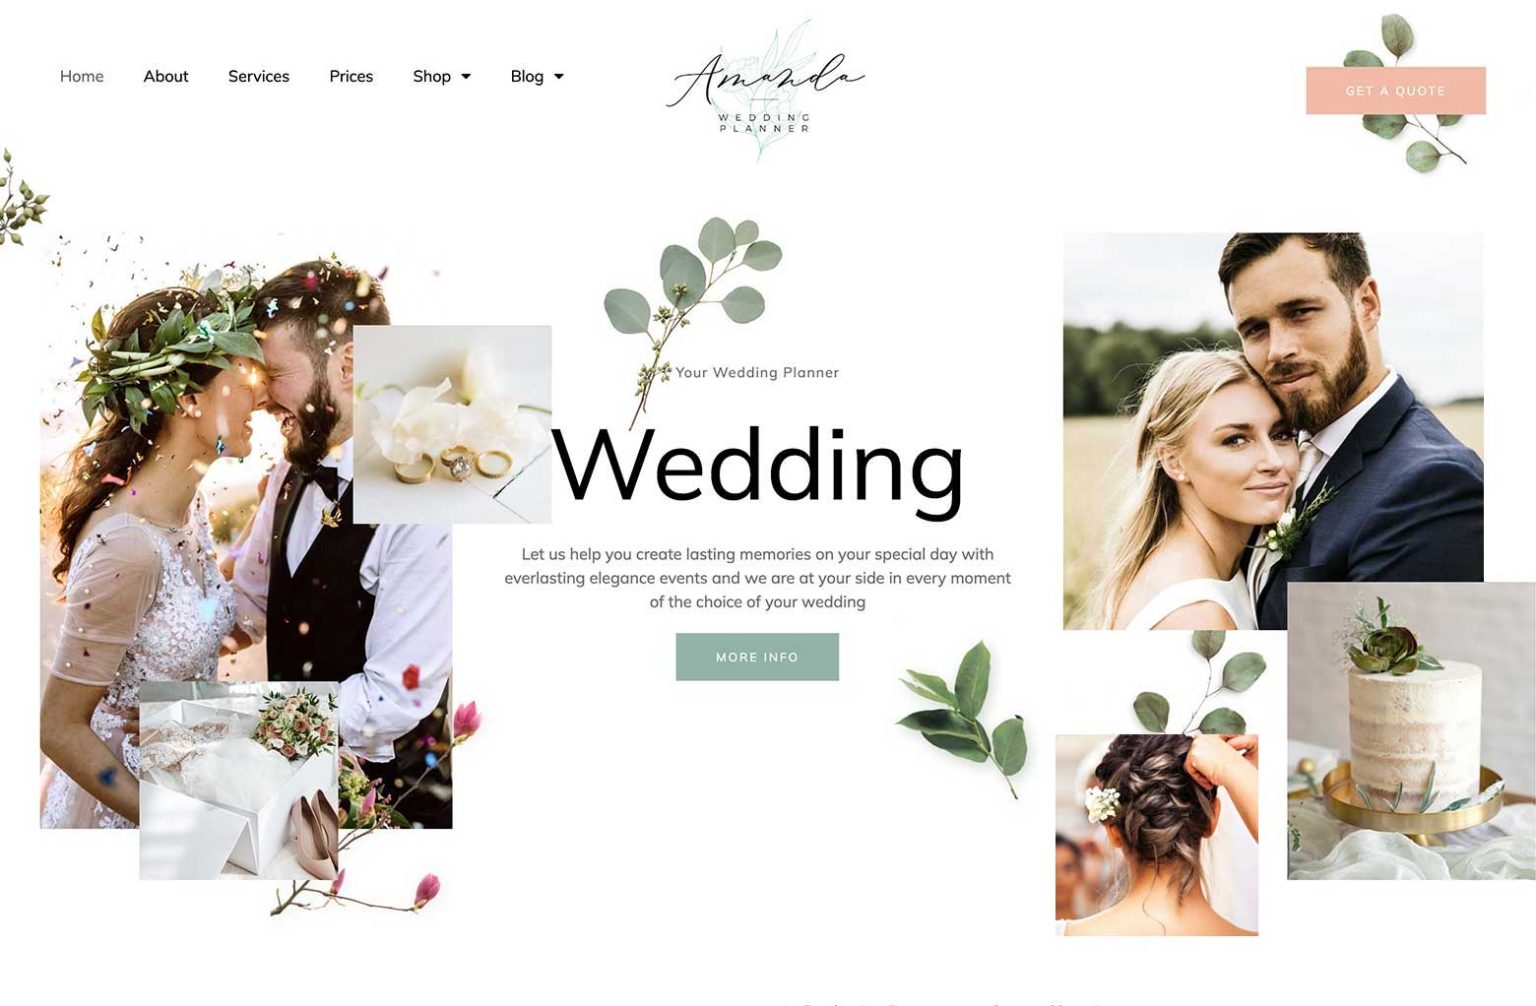 Home About Services Prices Shop Blog
Amanda
WEDDING
PLANNER
GET A QUOTE
Your Wedding Planner
Wedding
Let us help you create lasting memories on your special day with
everlasting elegance events and we are at your side in every moment
of the choice of your wedding
MORE INFO